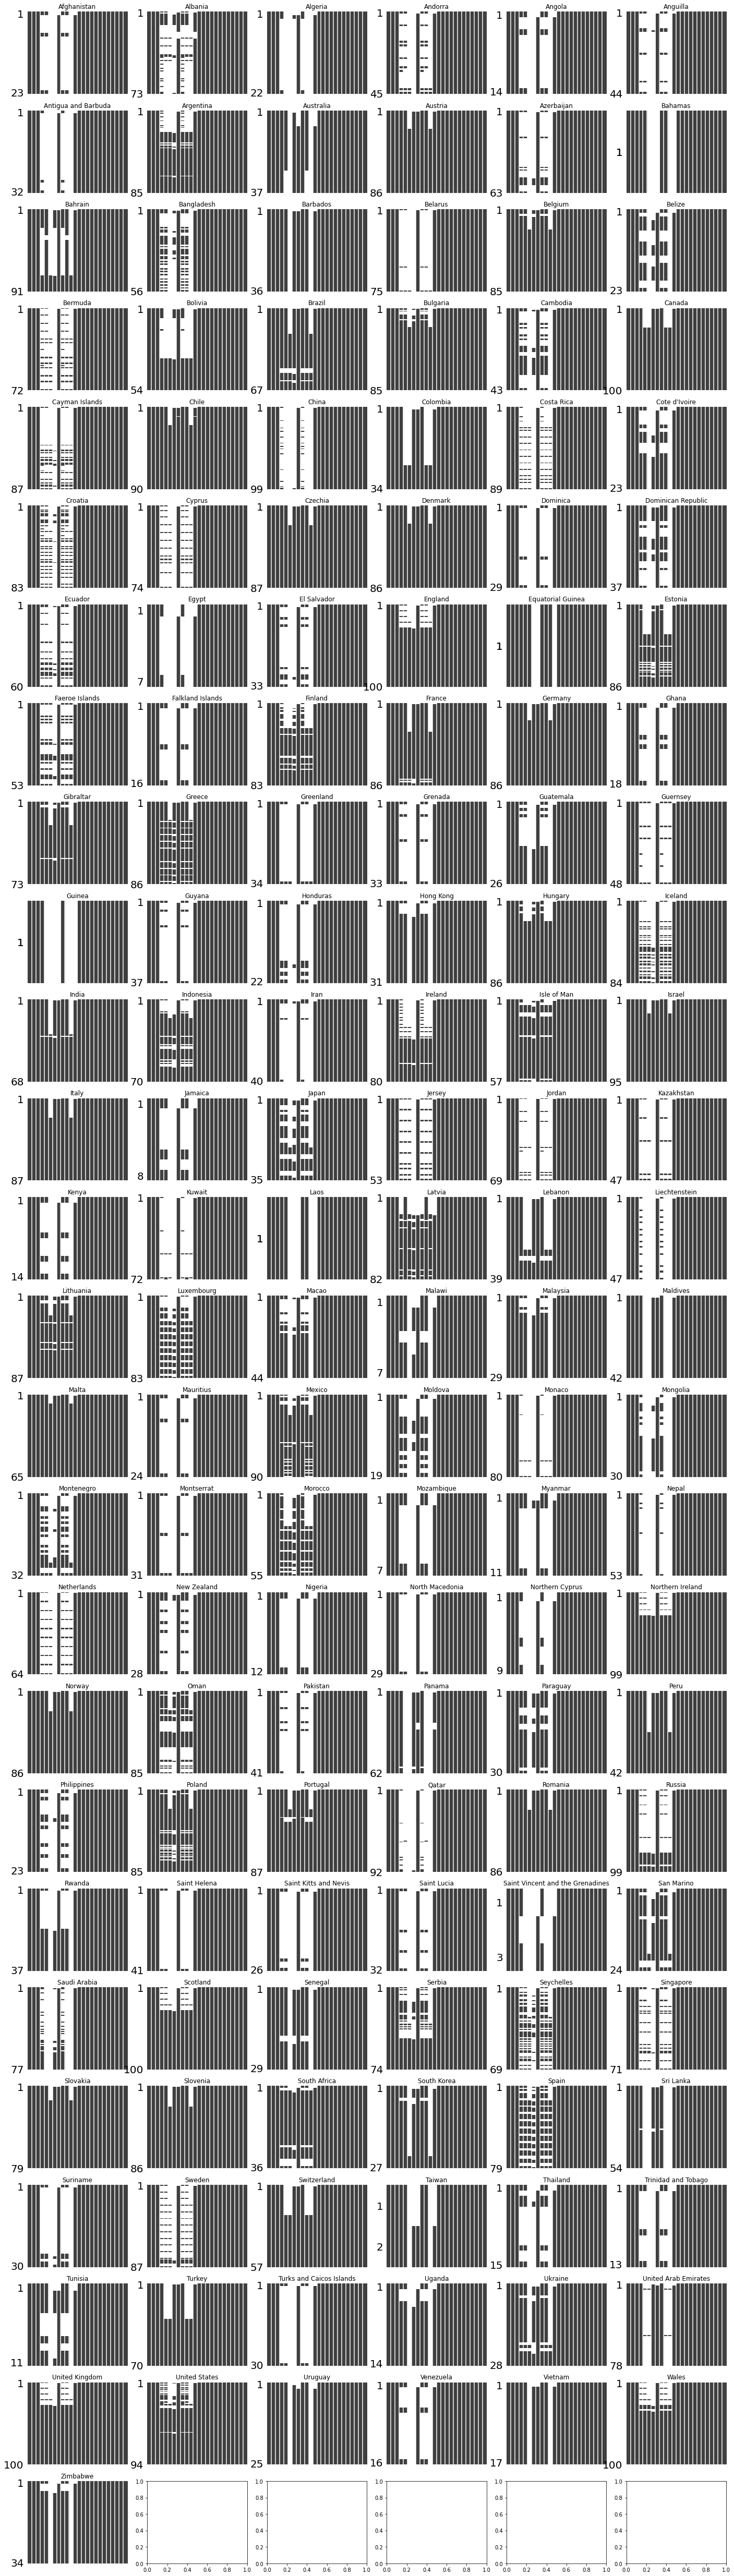 Afghanistan Albania Algeria Andorra Angola Anguilla
1 1 1 1 1 1
23 73 22 45 14 44
Antigua and Barbuda Argentina Australia Austria Azerbaijan Bahamas
1 1 1 1 1 1
32 85 37 86 63
Bahrain Bangladesh Barbados Belarus Belgium Belize
1 1 1 1 1 1
91 56 36 75 85 23
Bermuda Bolivia Brazil Bulgaria Cambodia Canada
1 1 1 1 1 1
72 54 67 85 43 100
Cayman Islands Chile China Colombia Costa Rica Cote d'Ivoire
1 1 1 1 1 1
87 90 99 34 89 23
Croatia Cyprus Czechia Denmark Dominica Dominican Republic
1 1 1 1 1 1
83 74 87 86 29 37
Ecuador Egypt El Salvador England Equatorial Guinea Estonia
1 1 1 1 1 1
60 7 33 100 86
Faeroe Islands Falkland Islands Finland France Germany Ghana
1 1 1 1 1 1
53 16 83 86 86 18
Gibraltar Greece Greenland Grenada Guatemala Guernsey
1 1 1 1 1 1
73 86 34 33 26 48
Guinea Guyana Honduras Hong Kong Hungary Iceland
1 1 1 1 1 1
37 22 31 86 84
India Indonesia Iran Ireland Isle of Man Israel
1 1 1 1 1 1
68 70 40 80 57 95
Italy Jamaica Japan Jersey Jordan Kazakhstan
1 1 1 1 1 1
87 8 35 53 69 47
Kenya Kuwait Laos Latvia Lebanon Liechtenstein
1 1 1 1 1 1
14 72 82 39 47
Lithuania Luxembourg Macao Malawi Malaysia Maldives
1 1 1 1 1 1
87 83 44 7 29 42
Malta Mauritius Mexico Moldova Monaco Mongolia
1 1 1 1 1 1
65 24 90 19 80 30
Montenegro Montserrat Morocco Mozambique Myanmar Nepal
1 1 1 1 1 1
32 31 55 7 11 53
Netherlands New Zealand Nigeria North Macedonia Northern Cyprus Northern Ireland
1 1 1 1 1 1
64 28 12 29 9 99
Norway Oman Pakistan Panama Paraguay Peru
1 1 1 1 1 1
86 85 41 62 30 42
Philippines Poland Portugal Qatar Romania Russia
1 1 1 1 1 1
23 85 87 92 86 99
Rwanda Saint Helena Saint Kitts and Nevis Saint Lucia Saint Vincent and the Grenadines San Marino
1 1 1 1 1 1
37 41 26 32 3 24
Saudi Arabia Scotland Senegal Serbia Seychelles Singapore
1 1 1 1 1 1
77 100 29 74 69 71
Slovakia Slovenia South Africa South Korea Spain Sri Lanka
1 1 1 1 1 1
79 86 36 27 79 54
Suriname Sweden Switzerland Taiwan Thailand Trinidad and Tobago
1 1 1 1 1 1
30 87 57 2 15 13
Tunisia Turkey Turks and Caicos Islands Uganda Ukraine United Arab Emirates
1 1 1 1 1 1
11 70 30 14 28 78
United Kingdom United States Uruguay Venezuela Vietnam Wales
1 1 1 1 1 1
100 94 25 16 17 100
Zimbabwe
1 1.0 1.0 1.0 1.0 1.0
0.8 0.8 0.8 0.8 0.8
0.6 0.6 0.6 0.6 0.6
0.4 0.4 0.4 0.4 0.4
0.2 0.2 0.2 0.2 0.2
34 0.0 0.0 0.0 0.0 0.0
0.0 0.2 0.4 0.6 0.8 1.0 0.0 0.2 0.4 0.6 0.8 1.0 0.0 0.2 0.4 0.6 0.8 1.0 0.0 0.2 0.4 0.6 0.8 1.0 0.0 0.2 0.4 0.6 0.8 1.0